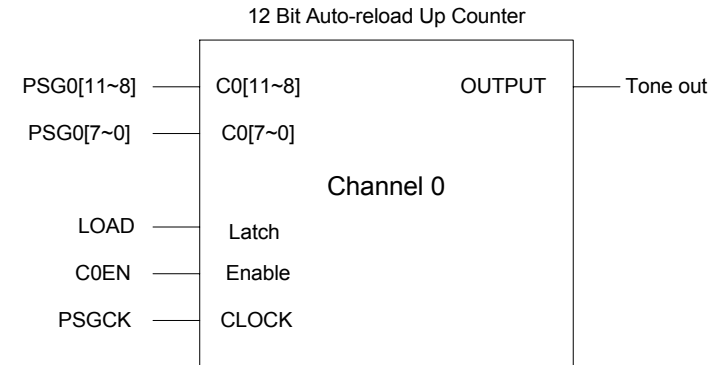 12 Bit Auto-reload Up Counter
PSG0[11~8] C0[11~8] OUTPUT Tone out
PSG0[7~0] C0[7~0]
Channel 0
LOAD Latch
C0EN Enable
PSGCK CLOCK